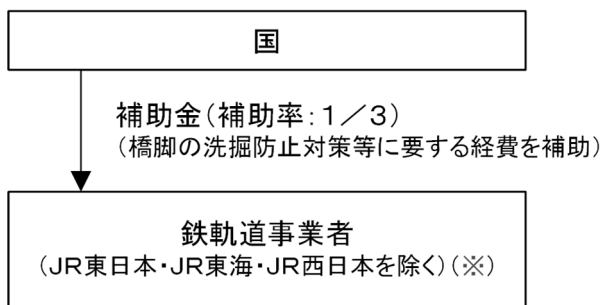 国
補助金(補助率:1/3)
(橋脚の洗掘防止対策等に要する経費を補助)
鉄軌道事業者
(JR東日本・JR東海・JR西日本を除く)(※)